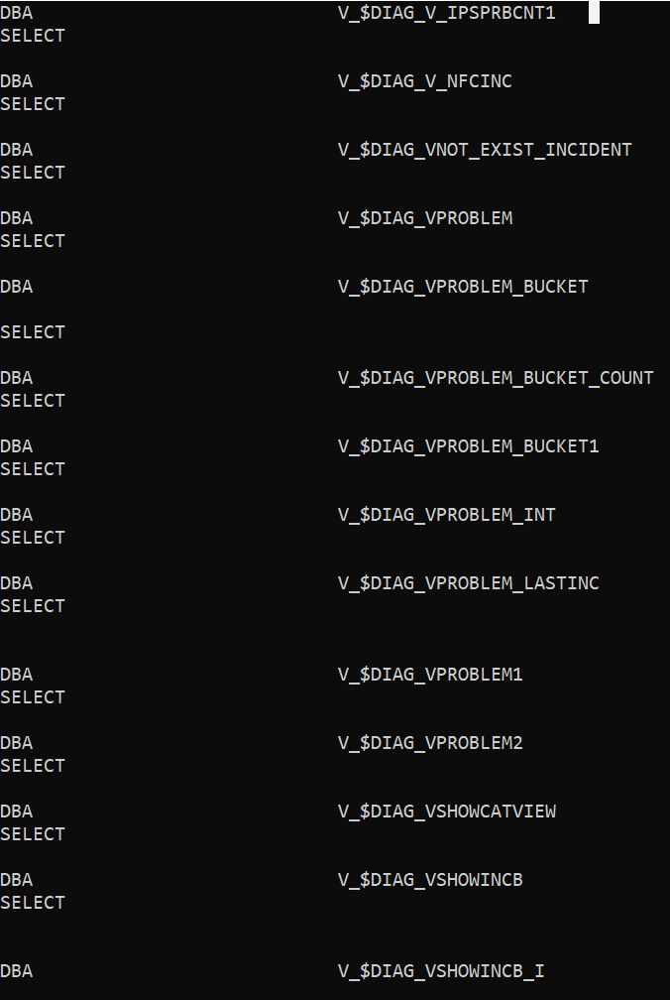 DBA V_$DIAG_V_IPSPRBCNT1
SELECT
DBA V_$DIAG_V_NFCINC
SELECT
DBA V_$DIAG_VNOT_EXIST_INCIDENT
SELECT
DBA V_$DIAG_VPROBLEM
SELECT
DBA V_$DIAG_VPROBLEM_BUCKET
SELECT
DBA V_$DIAG_VPROBLEM_BUCKET_COUNT
SELECT
DBA V_$DIAG_VPROBLEM_BUCKET1
SELECT
DBA V_$DIAG_VPROBLEM_INT
SELECT
DBA V_$DIAG_VPROBLEM_LASTINC
SELECT
DBA V_$DIAG_VPROBLEM1
SELECT
DBA V_$DIAG_VPROBLEM2
SELECT
DBA V_$DIAG_VSHOWCATVIEW
SELECT
DBA V_$DIAG_VSHOWINCB
SELECT
DBA V_$DIAG_VSHOWINCB_I